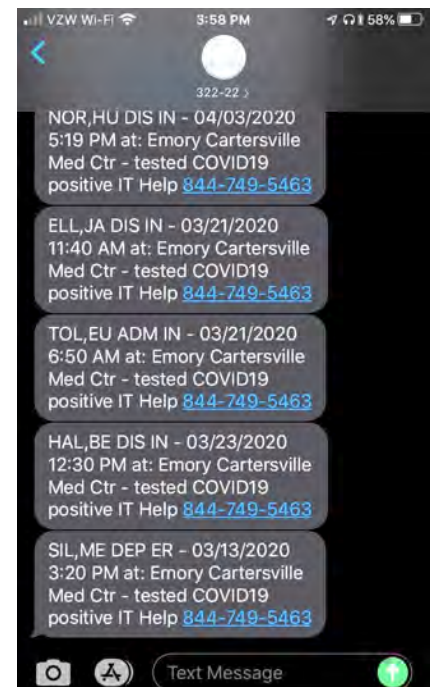 VZW Wi-Fi 3:58 PM 58%
322-22 >
NOR,HU DIS IN - 04/03/2020
5:19 PM at: Emory Cartersville
Med Ctr - tested COVID19
positive IT Help 844-749-5463
ELL,JA DIS IN - 03/21/2020
11:40 AM at: Emory Cartersville
Med Ctr - tested COVID19
positive IT Help 844-749-5463
TOL,EU ADM IN - 03/21/2020
6:50 AM at: Emory Cartersville
Med Ctr - tested COVID19
positive IT Help 844-749-5463
HAL,BE DIS IN - 03/23/2020
12:30 PM at: Emory Cartersville
Med Ctr - tested COVID19
positive IT Help 844-749-5463
SIL,ME DEP ER - 03/13/2020
3:20 PM at: Emory Cartersville
Med Ctr - tested COVID19
positive IT Help 844-749-5463
Text Message